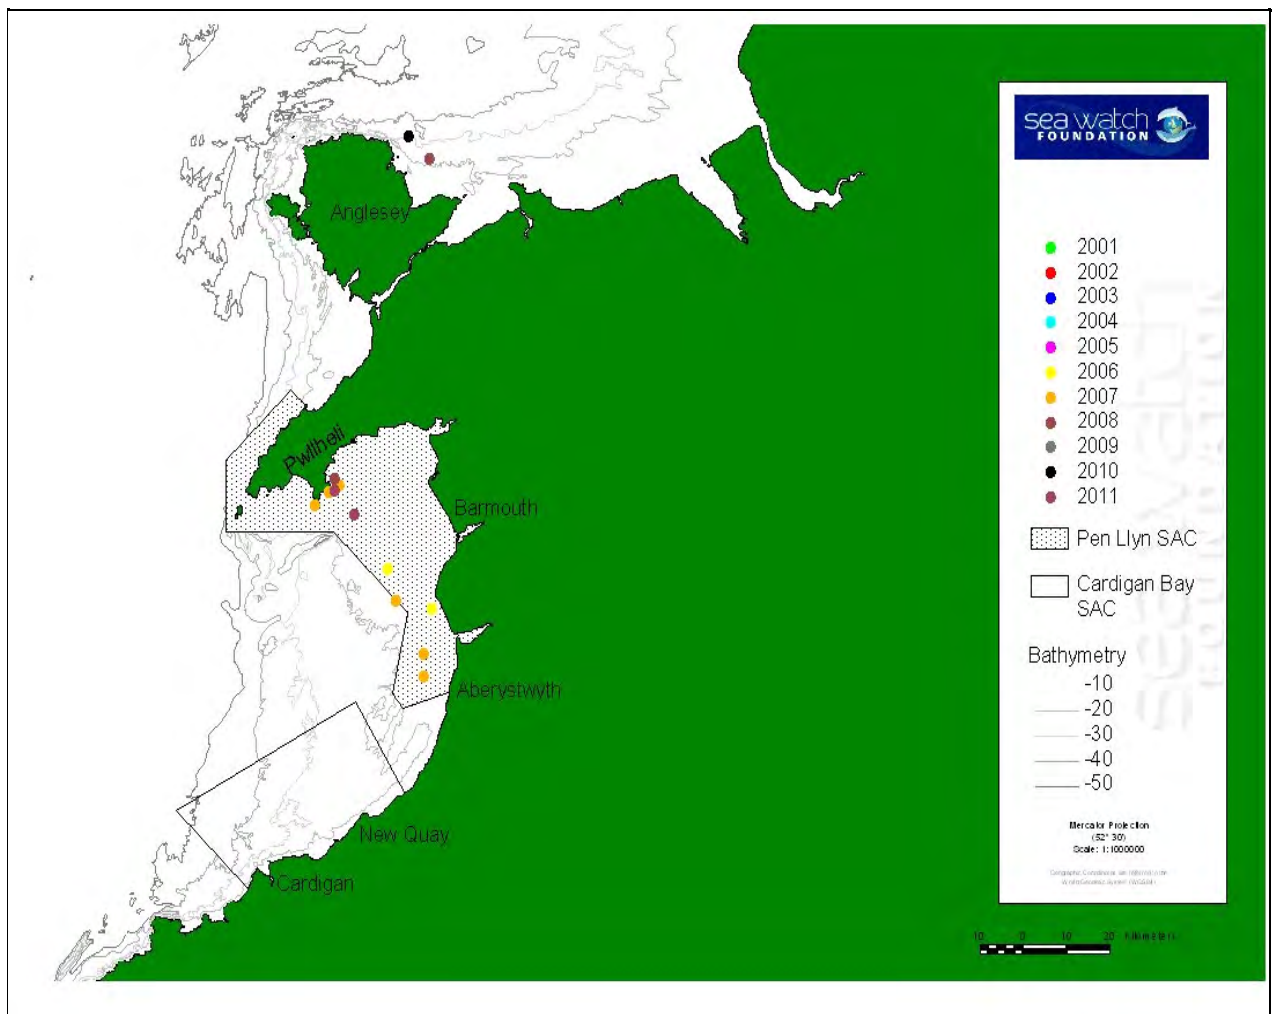 sea watch
FOUNDATION
Anglesey
2001
2002
2003
2004
2005
2006
2007
2008
2009
2010
2011
Pwllheli
Barmouth
Pen Llyn SAC
Cardigan Bay
SAC
Bathymetry
-10
-20
-30
-40
-50
Aberystwyth
New Quay
Cardigan
Mercator Projection
(52° 30)
Scale: 1:1000000
10 0 10 20 Kilometers